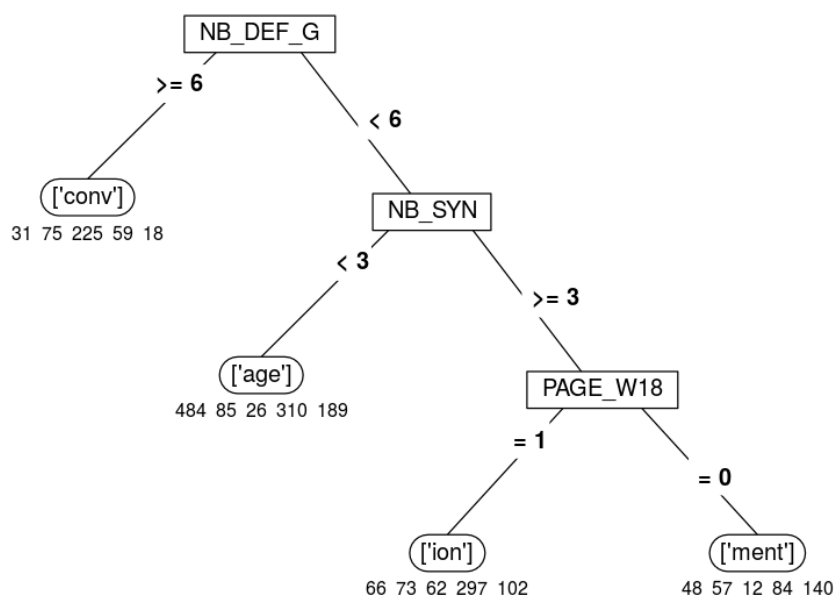 NB_DEF_G
>= 6
< 6
['conv']
31 75 225 59 18
NB_SYN
< 3
>= 3
['age']
484 85 26 310 189
PAGE_W18
= 1
= 0
['ion']
66 73 62 297 102
['ment']
48 57 12 84 140